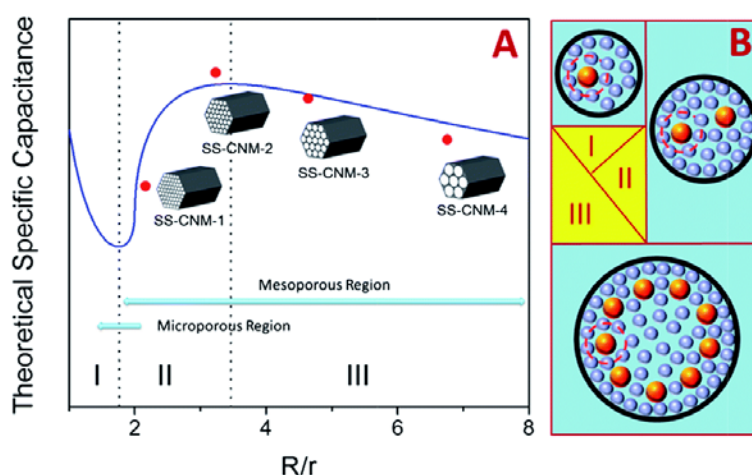 Theoretical Specific Capacitance
A
SS-CNM-2
SS-CNM-3
SS-CNM-1
SS-CNM-4
Mesoporous Region
Microporous Region
I
II
III
2
4
6
8
R/r
B
I
II
III